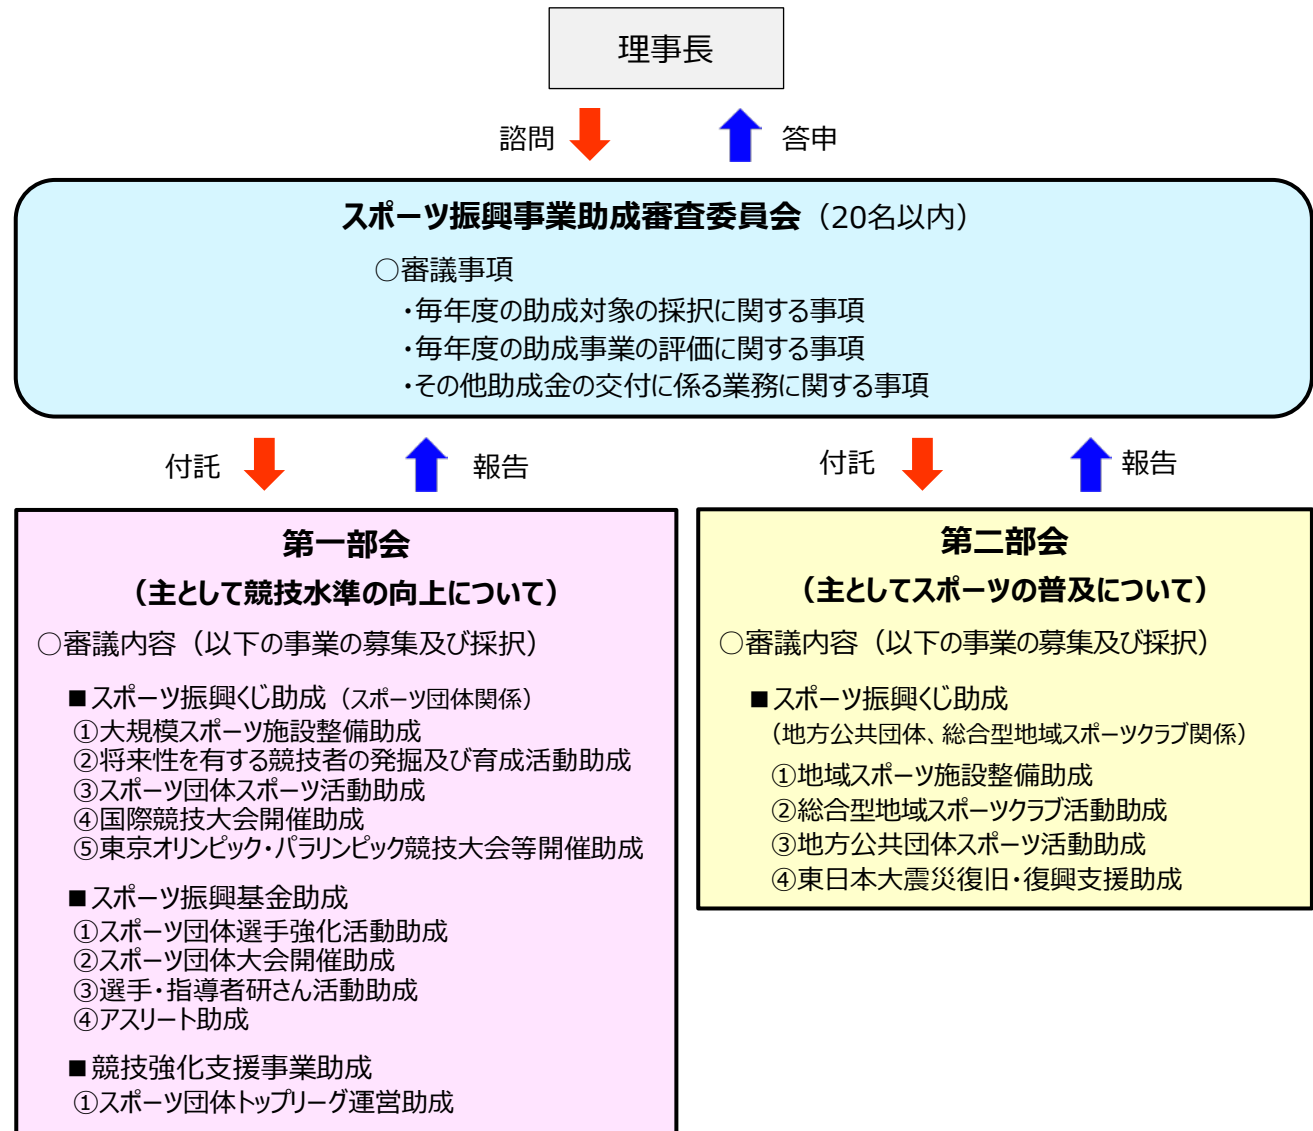 理事長
諮問
答申
スポーツ振興事業助成審査委員会（20名以内）
○審議事項
・毎年度の助成対象の採択に関する事項
・毎年度の助成事業の評価に関する事項
・その他助成金の交付に係る業務に関する事項
付託
報告
付託
報告
第一部会
（主として競技水準の向上について）
○審議内容（以下の事業の募集及び採択）
■スポーツ振興くじ助成（スポーツ団体関係）
①大規模スポーツ施設整備助成
②将来性を有する競技者の発掘及び育成活動助成
③スポーツ団体スポーツ活動助成
④国際競技大会開催助成
⑤東京オリンピック・パラリンピック競技大会等開催助成
■スポーツ振興基金助成
①スポーツ団体選手強化活動助成
②スポーツ団体大会開催助成
③選手・指導者研さん活動助成
④アスリート助成
■競技強化支援事業助成
①スポーツ団体トップリーグ運営助成
第二部会
（主としてスポーツの普及について）
○審議内容（以下の事業の募集及び採択）
■スポーツ振興くじ助成
（地方公共団体、総合型地域スポーツクラブ関係）
①地域スポーツ施設整備助成
②総合型地域スポーツクラブ活動助成
③地方公共団体スポーツ活動助成
④東日本大震災復旧・復興支援助成